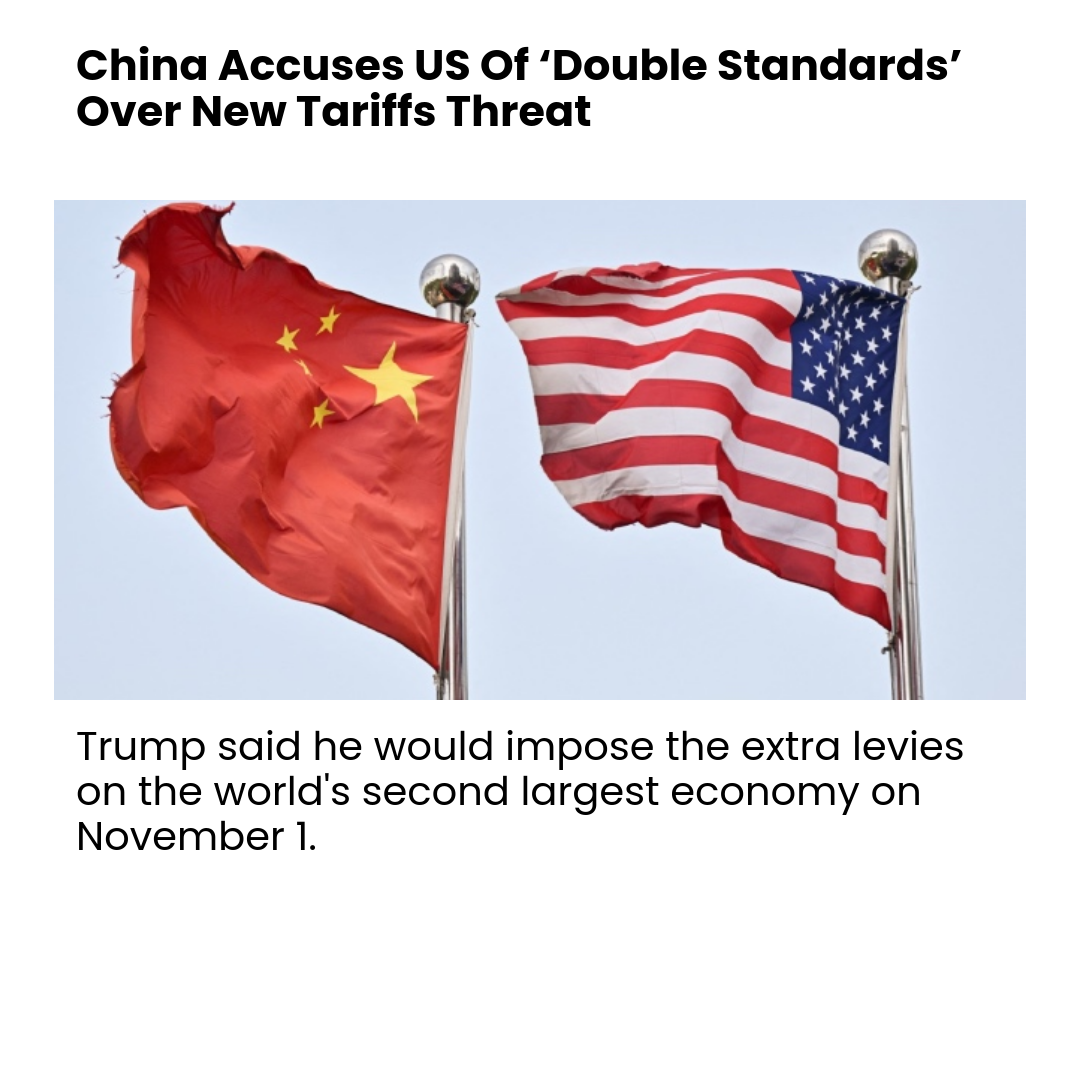 China Accuses US Of ‘Double Standards’
Over New Tariffs Threat
Trump said he would impose the extra levies
on the world's second largest economy on
November 1.